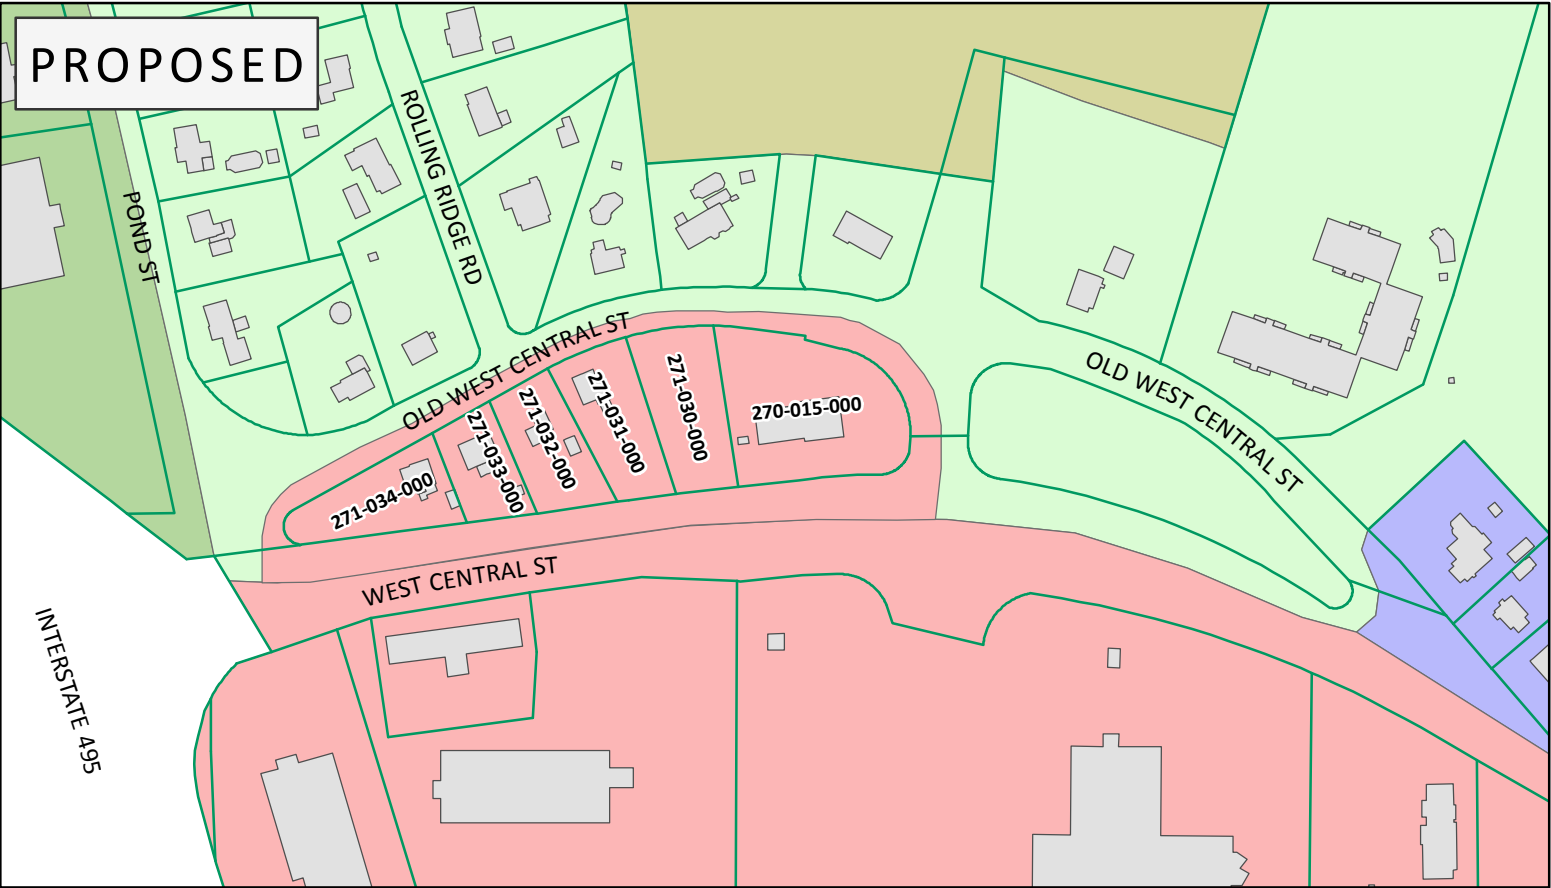 PROPOSED
POND ST
ROLLING RIDGE RD
OLD WEST CENTRAL ST
OLD WEST CENTRAL ST
271-034-000
271-033-000
271-032-000
271-031-000
271-030-000
270-015-000
WEST CENTRAL ST
INTERSTATE 495